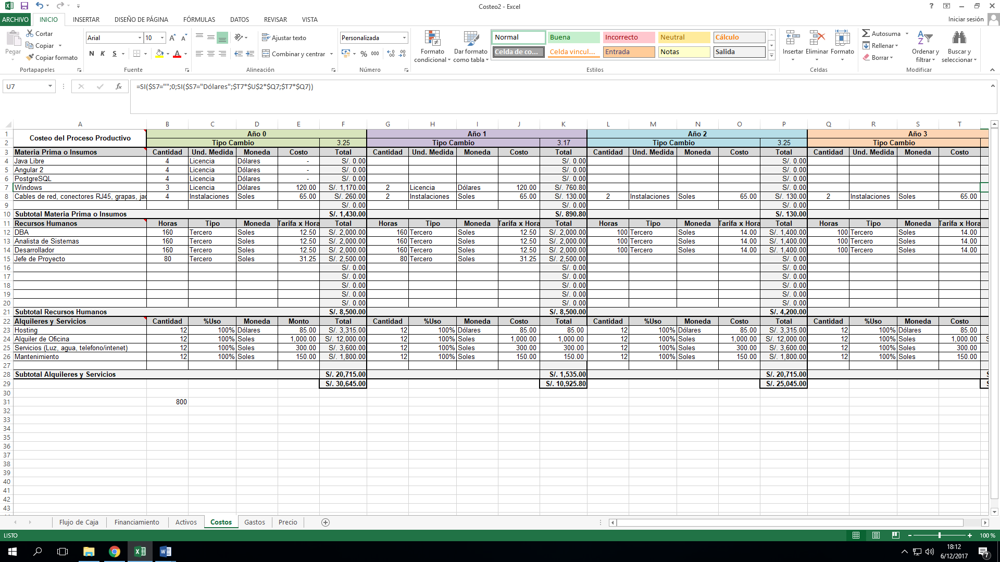 Costeo2 - Excel
ARCHIVO INICIO INSERTAR DISEÑO DE PÁGINA FÓRMULAS DATOS REVISAR VISTA Iniciar sesión
Pegar Cortar Copiar Copiar formato Portapapeles
Arial 10 N K S Fuente
Ajustar texto Combinar y centrar Alineación
Personalizada % 000 Número
Formato condicional Dar formato como tabla
Normal Buena Incorrecto Neutral Cálculo
Celda de co... Celda vincul... Entrada Notas Salida
Estilos
Insertar Eliminar Formato Celdas
Autosuma Rellenar Borrar Ordenar y filtrar Buscar y seleccionar Modificar
U7 fx =SI($S7="";0;SI($S7="Dólares";$T7*$U$2*$Q7;$T7*$Q7))
A B C D E F G H I J K L M N O P Q R S T
1 Costeo del Proceso Productivo Año 0 Año 1 Año 2 Año 3
2 Tipo Cambio 3.25 Tipo Cambio 3.17 Tipo Cambio 3.25 Tipo Cambio
3 Materia Prima o Insumos Cantidad Und. Medida Moneda Costo Total Cantidad Und. Medida Moneda Costo Total Cantidad Und. Medida Moneda Costo Total Cantidad Und. Medida Moneda Costo
4 Java Libre 4 Licencia Dólares - S/. 0.00 S/. 0.00 S/. 0.00
5 Angular 2 4 Licencia Dólares - S/. 0.00 S/. 0.00 S/. 0.00
6 PostgreSQL 4 Licencia Dólares - S/. 0.00 S/. 0.00 S/. 0.00
7 Windows 3 Licencia Dólares 120.00 S/. 1,170.00 2 Licencia Dólares 120.00 S/. 760.80 S/. 0.00
8 Cables de red, conectores RJ45, grapas, jac 4 Instalaciones Soles 65.00 S/. 260.00 2 Instalaciones Soles 65.00 S/. 130.00 2 Instalaciones Soles 65.00 S/. 130.00 2 Instalaciones Soles 65.00
9 S/. 0.00 S/. 0.00 S/. 0.00
10 Subtotal Materia Prima o Insumos S/. 1,430.00 S/. 890.80 S/. 130.00
11 Recursos Humanos Horas Tipo Moneda Tarifa x Hora Total Horas Tipo Moneda Tarifa x Hora Total Horas Tipo Moneda Tarifa x Hora Total Horas Tipo Moneda Tarifa x Hora
12 DBA 160 Tercero Soles 12.50 S/. 2,000.00 160 Tercero Soles 12.50 S/. 2,000.00 100 Tercero Soles 14.00 S/. 1,400.00 100 Tercero Soles 14.00
13 Analista de Sistemas 160 Tercero Soles 12.50 S/. 2,000.00 160 Tercero Soles 12.50 S/. 2,000.00 100 Tercero Soles 14.00 S/. 1,400.00 100 Tercero Soles 14.00
14 Desarrollador 160 Tercero Soles 12.50 S/. 2,000.00 160 Tercero Soles 12.50 S/. 2,000.00 100 Tercero Soles 14.00 S/. 1,400.00 100 Tercero Soles 14.00
15 Jefe de Proyecto 80 Tercero Soles 31.25 S/. 2,500.00 80 Tercero Soles 31.25 S/. 2,500.00 S/. 0.00
16 S/. 0.00 S/. 0.00 S/. 0.00
17 S/. 0.00 S/. 0.00 S/. 0.00
18 S/. 0.00 S/. 0.00 S/. 0.00
19 S/. 0.00 S/. 0.00 S/. 0.00
20 S/. 0.00 S/. 0.00 S/. 0.00
21 Subtotal Recursos Humanos S/. 8,500.00 S/. 8,500.00 S/. 4,200.00
22 Alquileres y Servicios Cantidad %Uso Moneda Monto Total Cantidad %Uso Moneda Costo Total Cantidad %Uso Moneda Costo Total Cantidad %Uso Moneda Costo
23 Hosting 12 100% Dólares 85.00 S/. 3,315.00 12 100% Dólares 85.00 85.00 12 100% Dólares 85.00 S/. 3,315.00 12 100% Dólares 85.00
24 Alquiler de Oficina 12 100% Soles 1,000.00 S/. 12,000.00 12 100% Soles 1,000.00 1,000.00 12 100% Soles 1,000.00 S/. 12,000.00 12 100% Soles 1,000.00 S
25 Servicios (Luz, agua, telefono/intenet) 12 100% Soles 300.00 S/. 3,600.00 12 100% Soles 300.00 300.00 12 100% Soles 300.00 S/. 3,600.00 12 100% Soles 300.00
26 Mantenimiento 12 100% Soles 150.00 S/. 1,800.00 12 100% Soles 150.00 150.00 12 100% Soles 150.00 S/. 1,800.00 12 100% Soles 150.00
27
28 Subtotal Alquileres y Servicios S/. 20,715.00 S/. 1,535.00 S/. 20,715.00 S
29 S/. 30,645.00 S/. 10,925.80 S/. 25,045.00 S
30
31 800
32
33
34
35
36
37
38
39
40
41
42
43
Flujo de Caja Financiamiento Activos Costos Gastos Precio
LISTO 100 %
18:12
6/12/2017
7